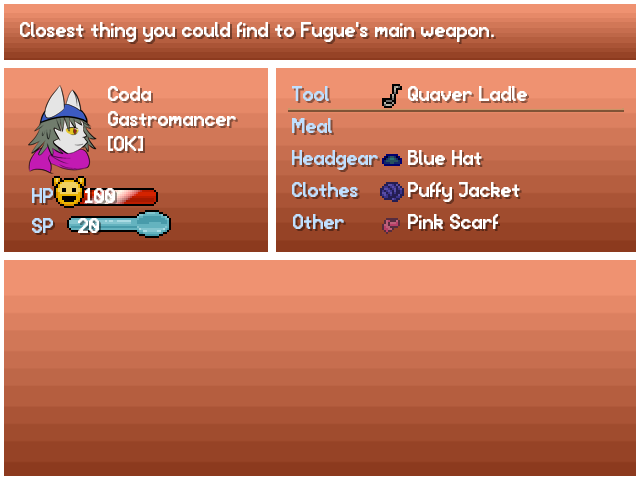 Closest thing you could find to Fugue's main weapon.
Coda
Gastromancer
[OK]
HP 100
SP 20
Tool Quaver Ladle
Meal
Headgear Blue Hat
Clothes Puffy Jacket
Other Pink Scarf